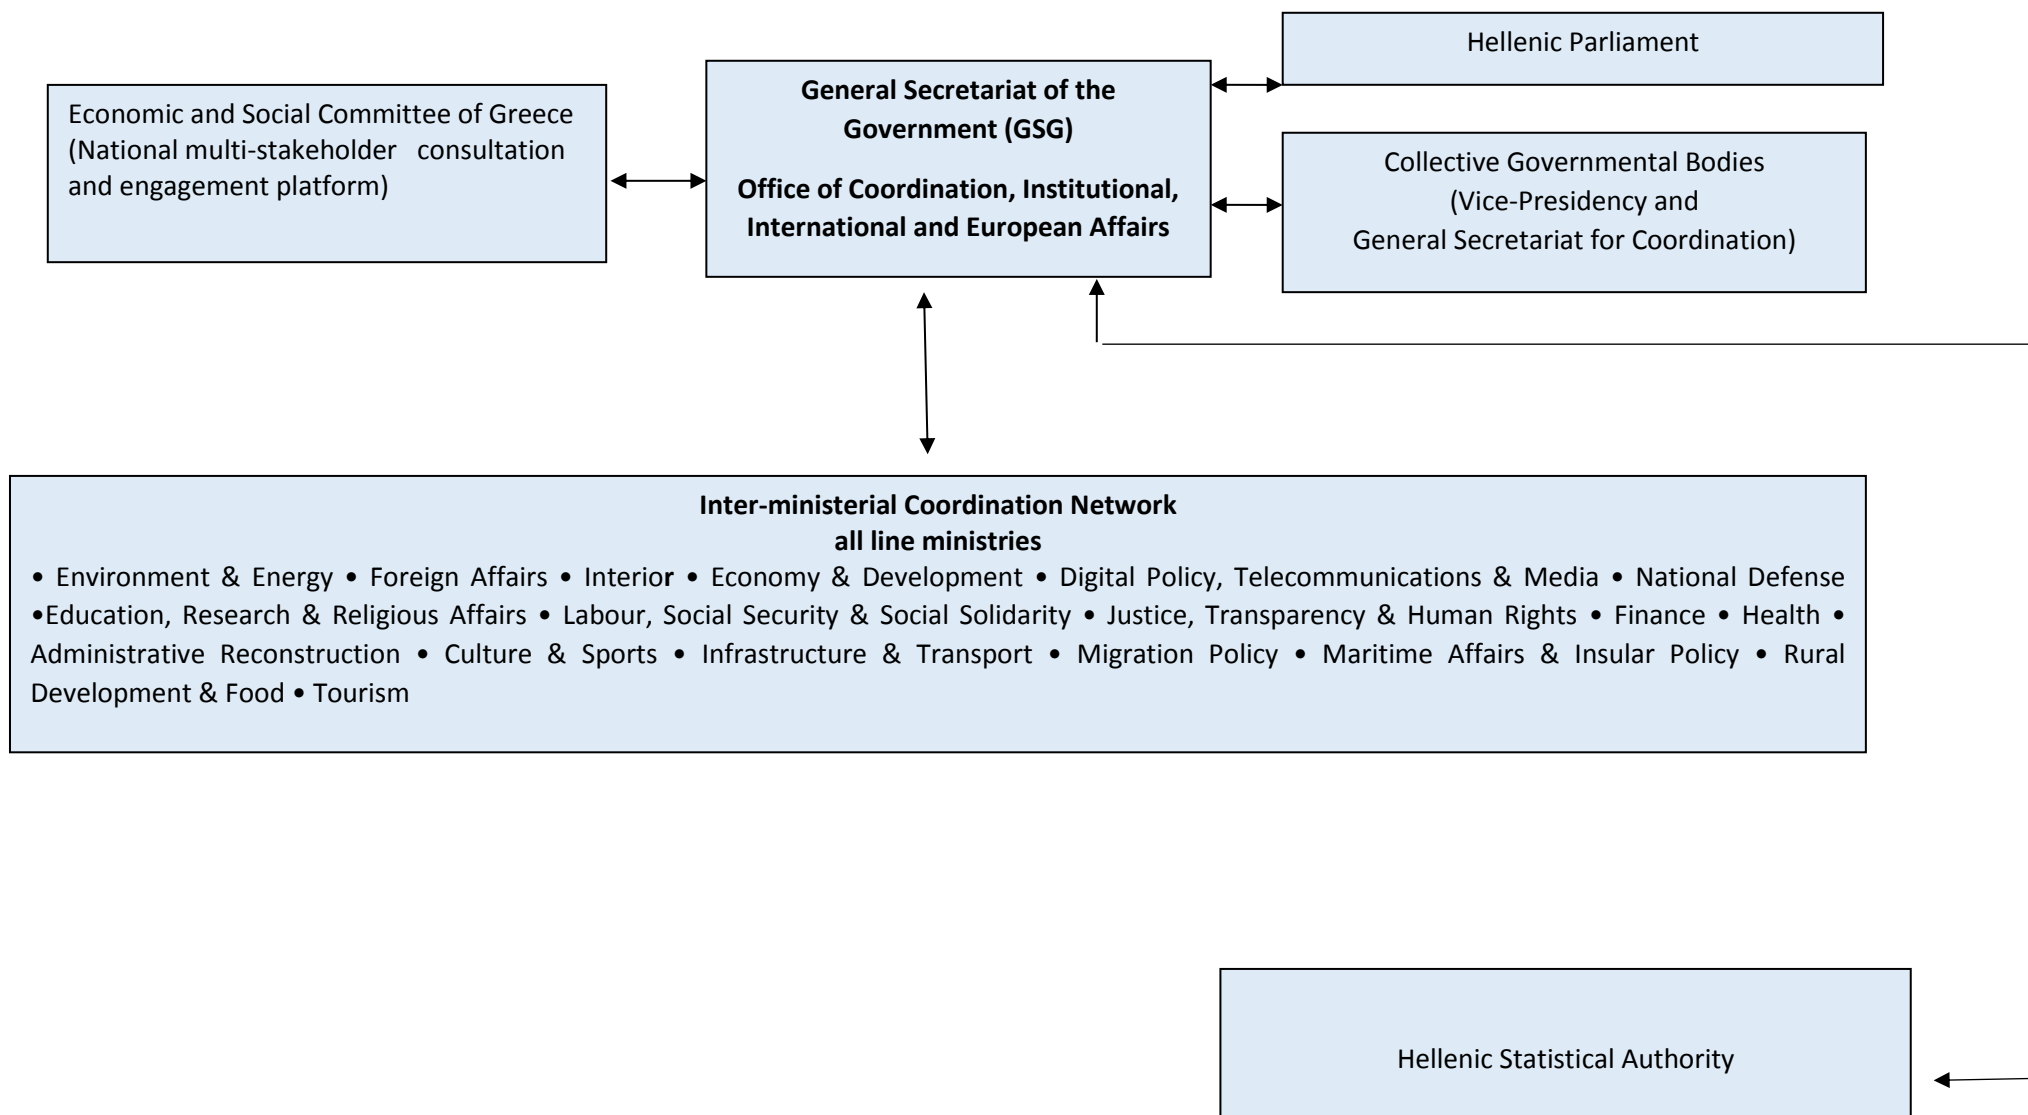 Hellenic Parliament
General Secretariat of the
Government (GSG)
Office of Coordination, Institutional,
International and European Affairs
Economic and Social Committee of Greece
(National multi-stakeholder consultation
and engagement platform)
Collective Governmental Bodies
(Vice-Presidency and
General Secretariat for Coordination)
Inter-ministerial Coordination Network
all line ministries
• Environment & Energy • Foreign Affairs • Interior • Economy & Development • Digital Policy, Telecommunications & Media • National Defense
•Education, Research & Religious Affairs • Labour, Social Security & Social Solidarity • Justice, Transparency & Human Rights • Finance • Health •
Administrative Reconstruction • Culture & Sports • Infrastructure & Transport • Migration Policy • Maritime Affairs & Insular Policy • Rural
Development & Food • Tourism
Hellenic Statistical Authority